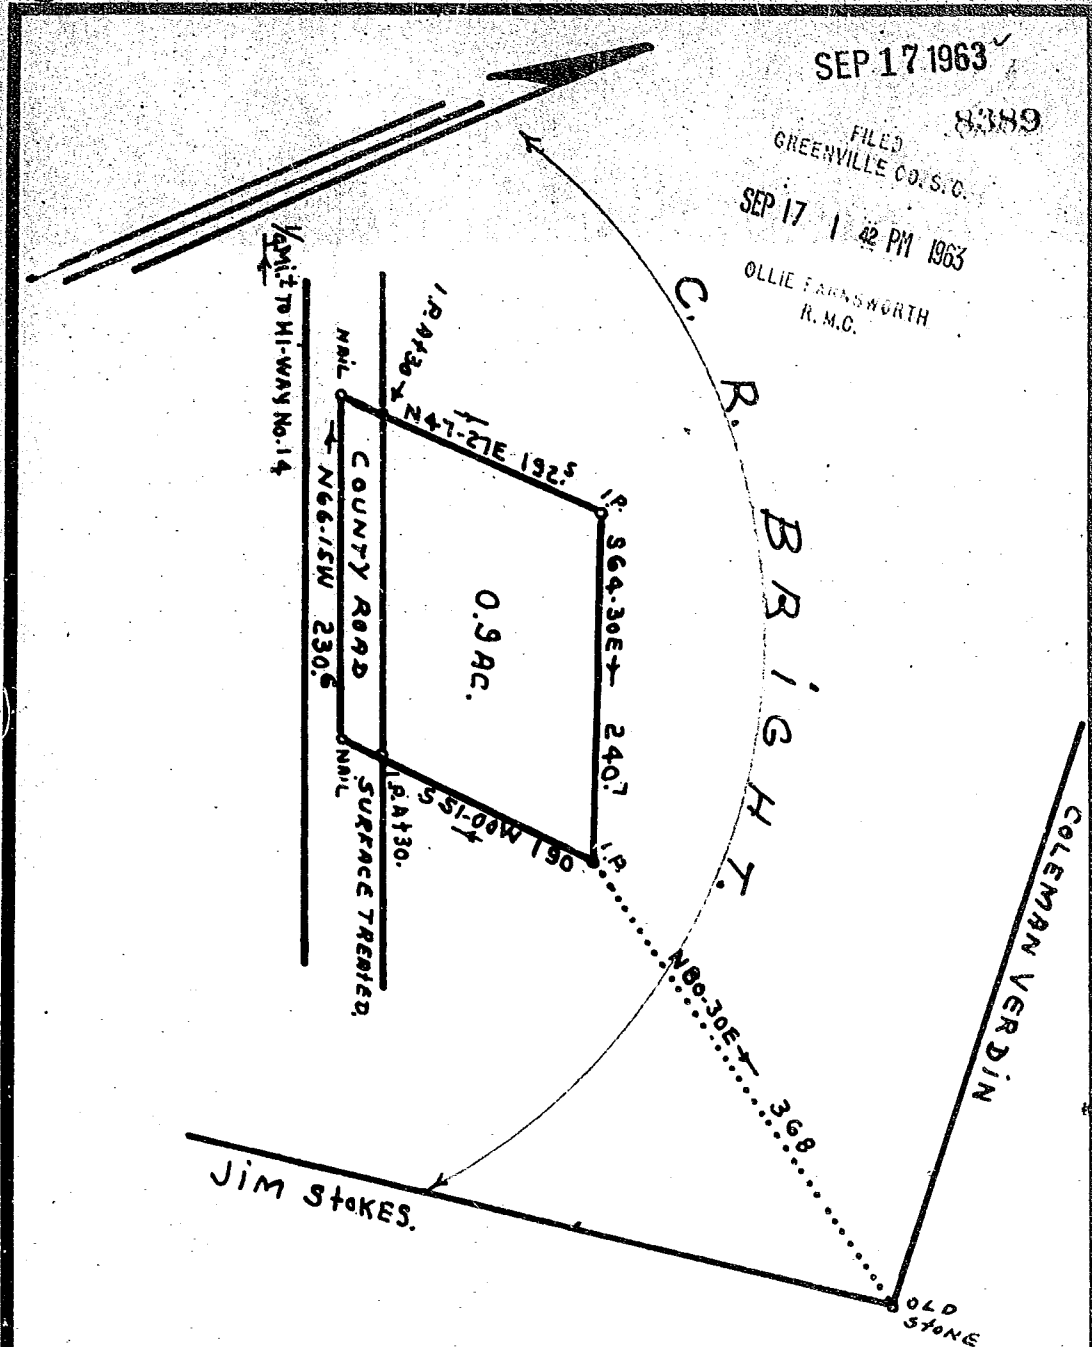 SEP 17 1963
8389
FILED
GREENVILLE CO. S.C.
SEP 17 1 42 PM 1963
OLLIE FARNSWORTH
R.M.C.
C. R. BRiGHT.
TO HI-WAY No. 14
NAIL
I.P. At 30
N47-27E 192.5
I.P.
S64-30E 240.7
I.P.
S51-00W 190
I.P. At 30.
NAIL
N66-15W 230.6
COUNTY ROAD
SURFACE TREATED.
0.9 AC.
N80-30E 368
COLEMAN VERDiN
JiM StOKES.
OLD
StONE